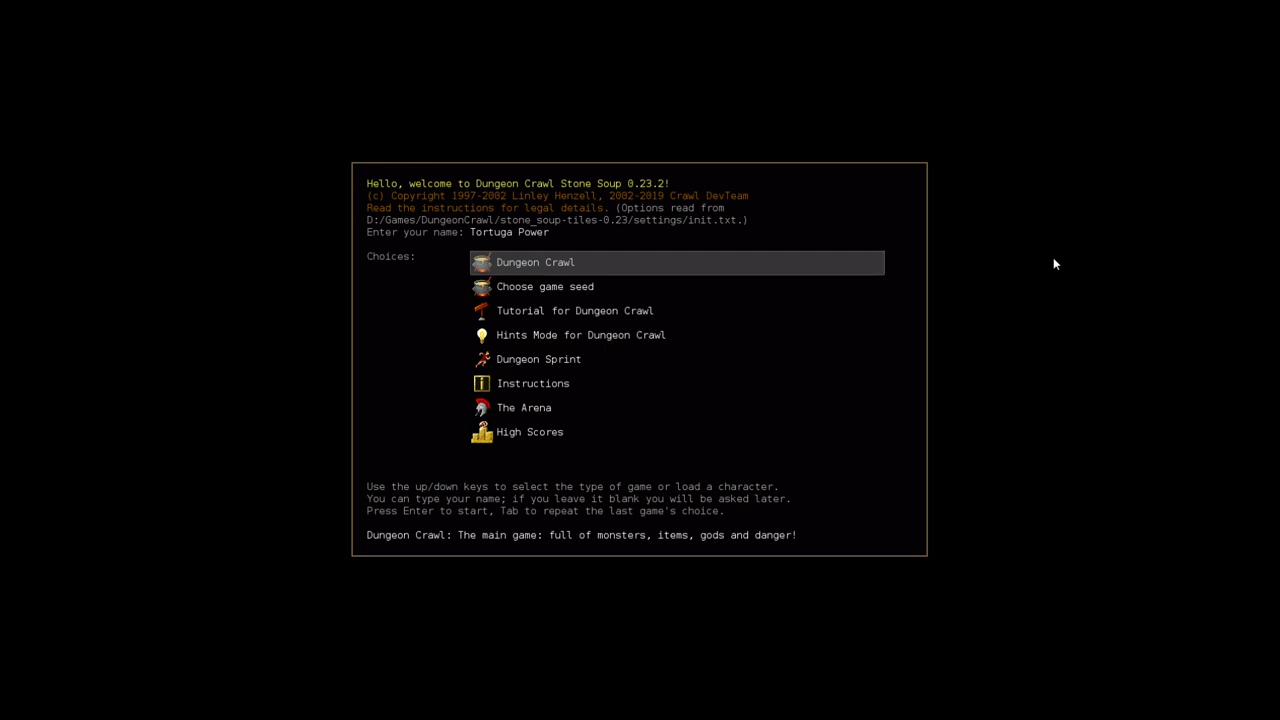 Hello, welcome to Dungeon Crawl Stone Soup 0.23.2!
(c) Copyright 1997-2002 Linley Henzell, 2002-2019 Crawl DevTeam
Read the instructions for legal details. (Options read from
D:/Games/DungeonCrawl/stone_soup-tiles-0.23/settings/init.txt.)
Enter your name: Tortuga Power
Choices:
Dungeon Crawl
Choose game seed
Tutorial for Dungeon Crawl
Hints Mode for Dungeon Crawl
Dungeon Sprint
Instructions
The Arena
High Scores
Use the up/down keys to select the type of game or load a character.
You can type your name; if you leave it blank you will be asked later.
Press Enter to start, Tab to repeat the last game's choice.
Dungeon Crawl: The main game: full of monsters, items, gods and danger!